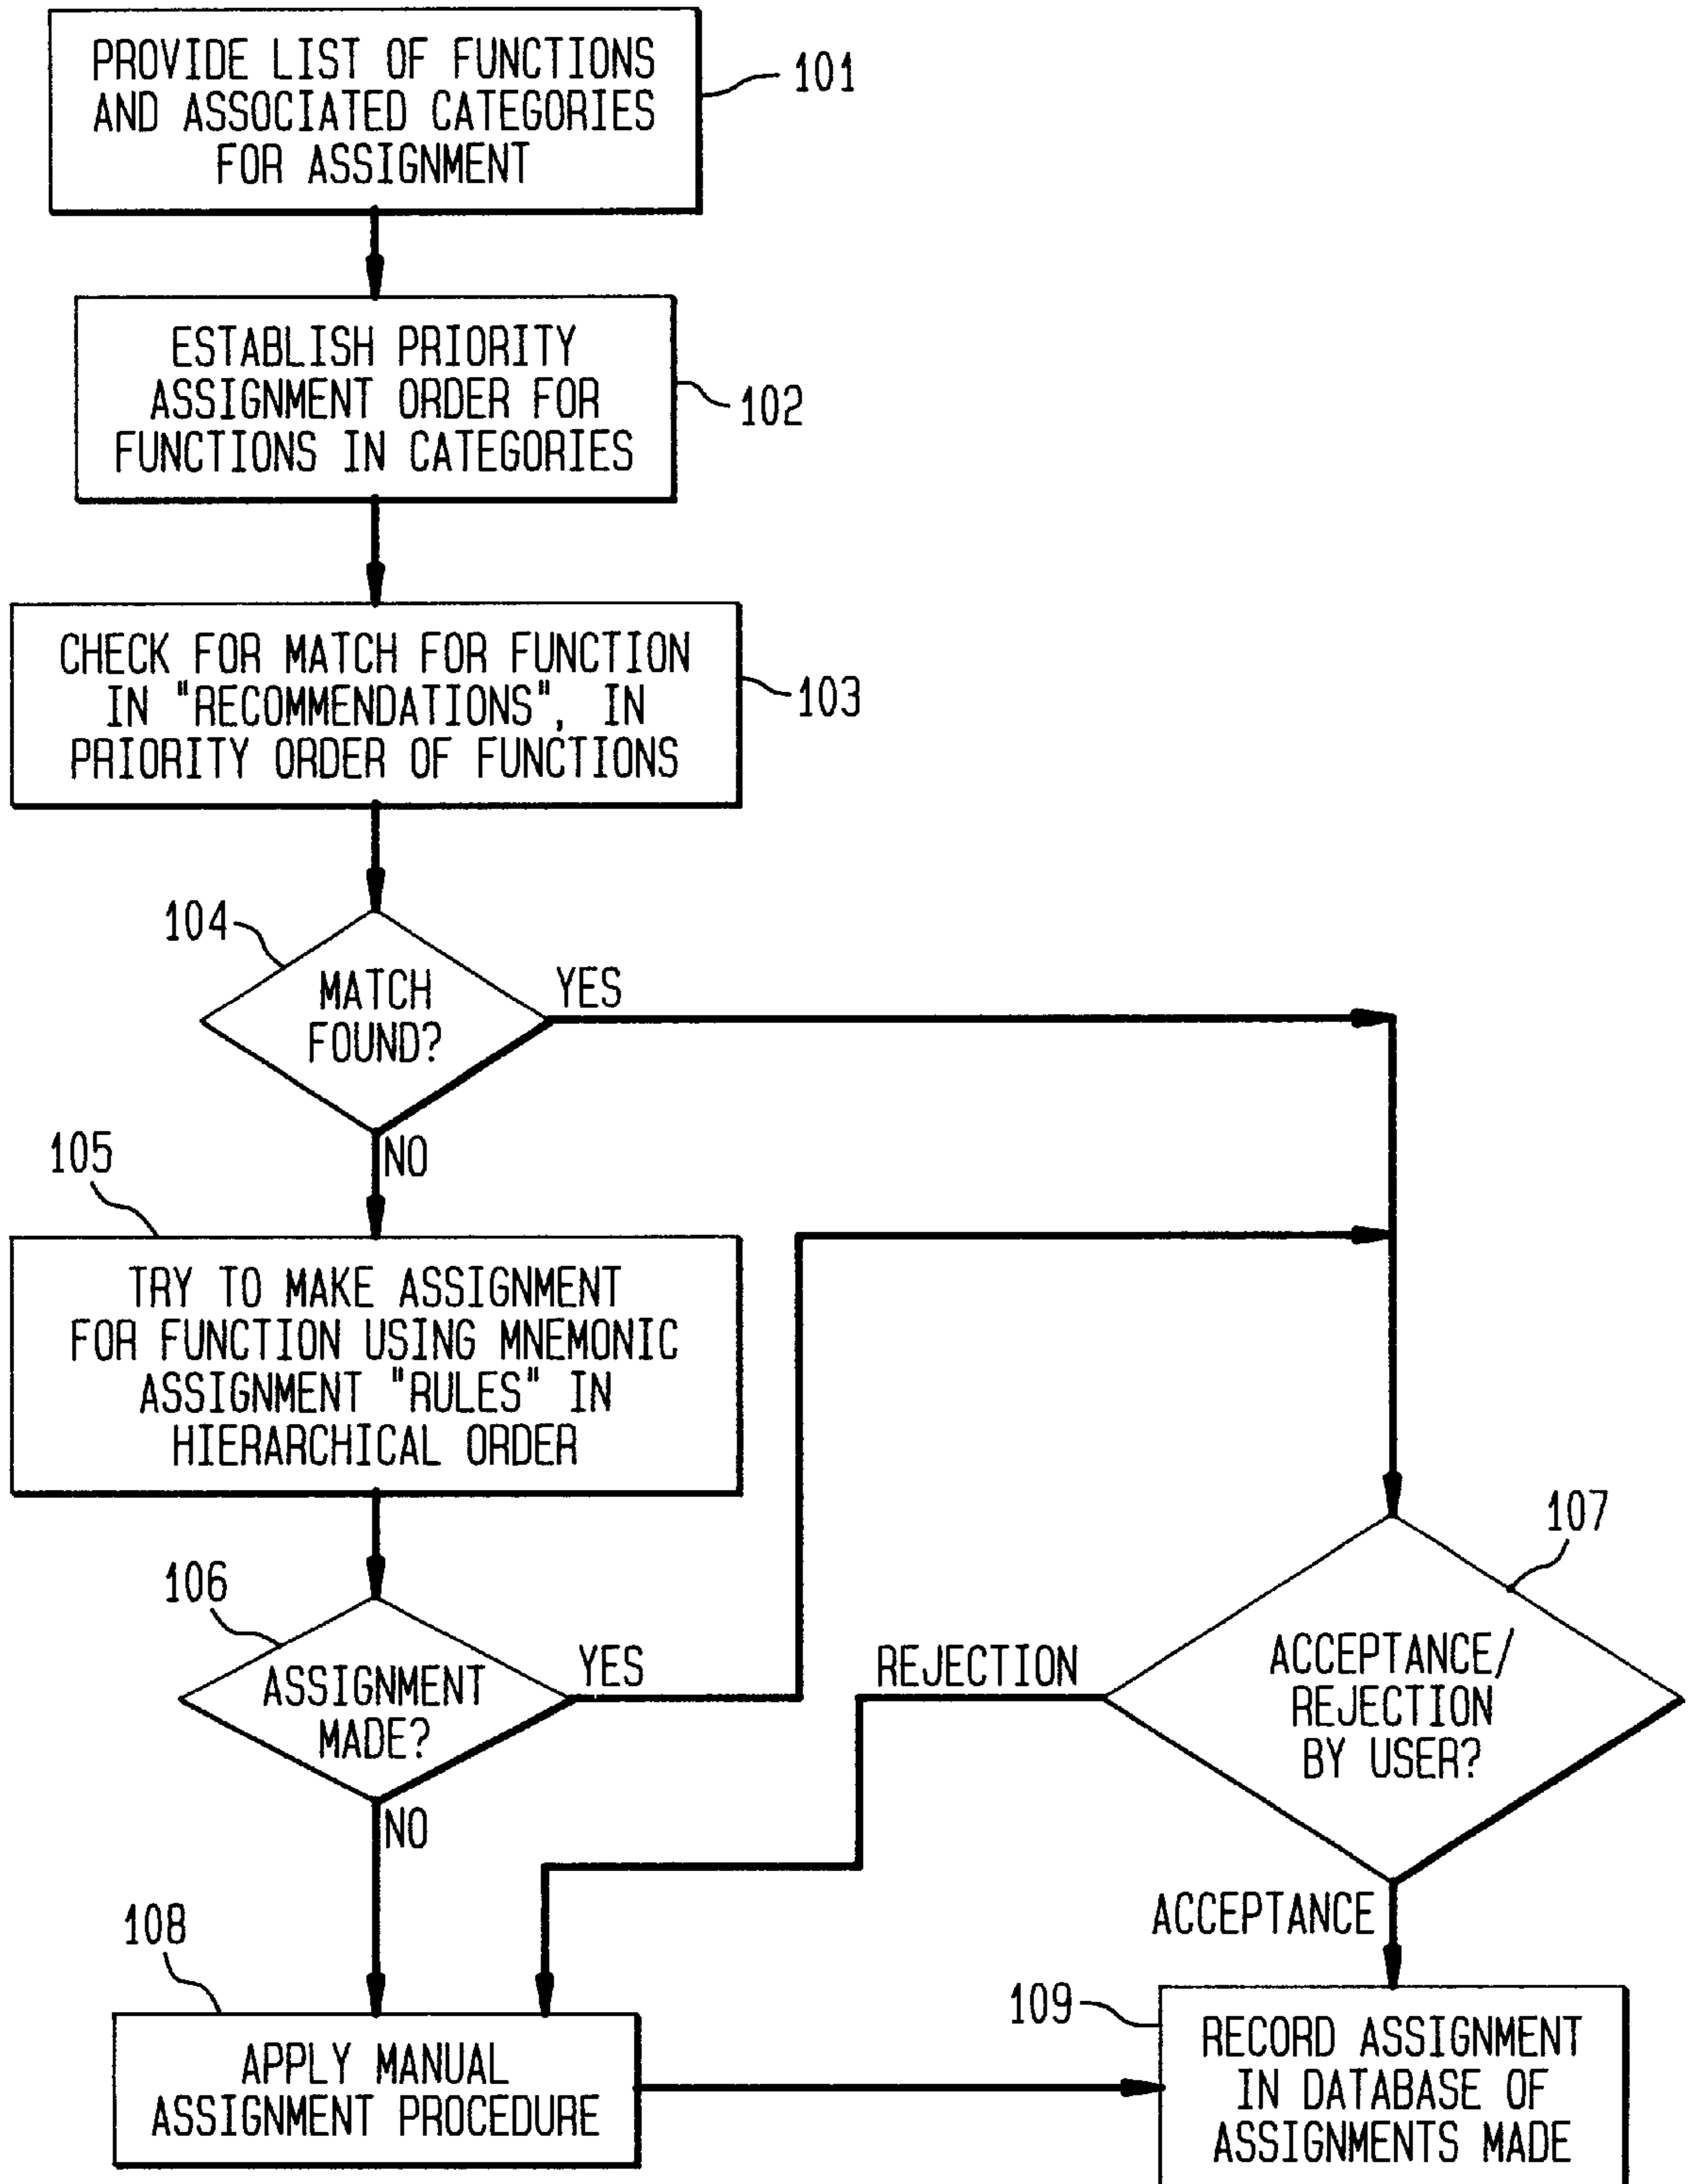 PROVIDE LIST OF FUNCTIONS
AND ASSOCIATED CATEGORIES
FOR ASSIGNMENT
101
ESTABLISH PRIORITY
ASSIGNMENT ORDER FOR
FUNCTIONS IN CATEGORIES
102
CHECK FOR MATCH FOR FUNCTION
IN "RECOMMENDATIONS", IN
PRIORITY ORDER OF FUNCTIONS
103
104
MATCH
FOUND?
YES
NO
105
TRY TO MAKE ASSIGNMENT
FOR FUNCTION USING MNEMONIC
ASSIGNMENT "RULES" IN
HIERARCHICAL ORDER
106
ASSIGNMENT
MADE?
YES
NO
REJECTION
107
ACCEPTANCE/
REJECTION
BY USER?
ACCEPTANCE
108
APPLY MANUAL
ASSIGNMENT PROCEDURE
109
RECORD ASSIGNMENT
IN DATABASE OF
ASSIGNMENTS MADE